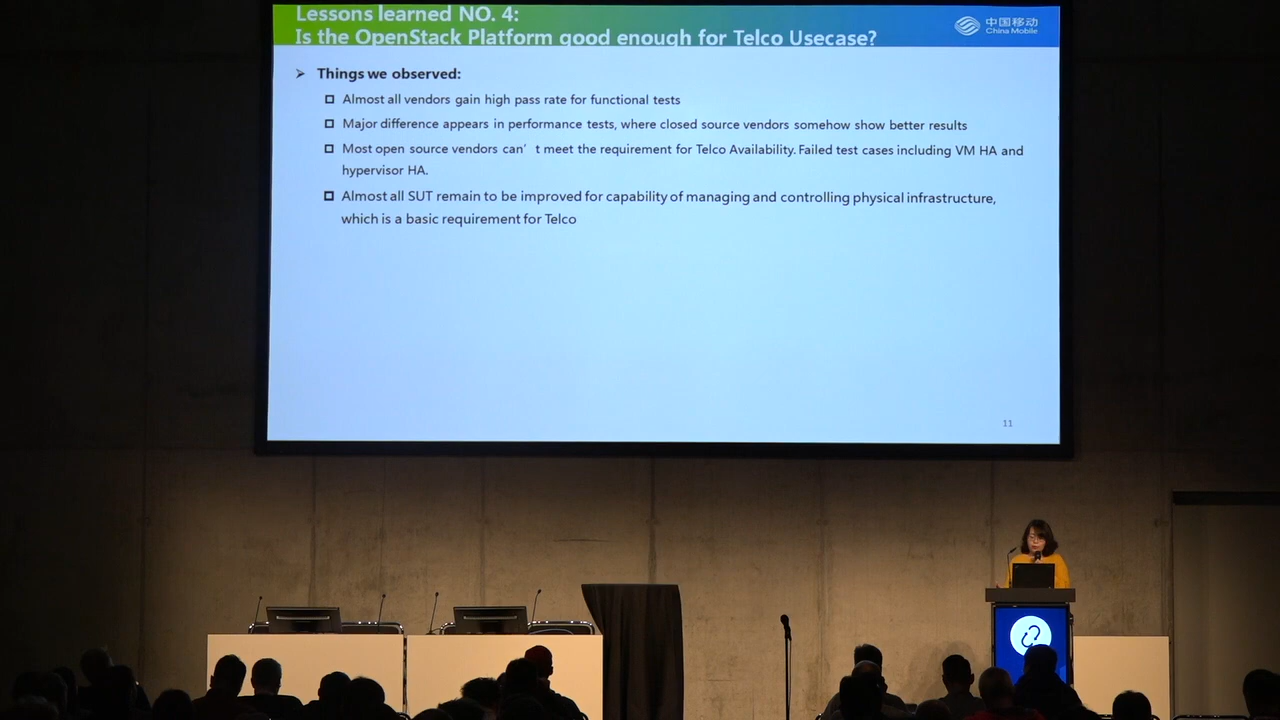 Lessons learned NO. 4:
Is the OpenStack Platform good enough for Telco Usecase?
中国移动
China Mobile
➢ Things we observed:
❑ Almost all vendors gain high pass rate for functional tests
❑ Major difference appears in performance tests, where closed source vendors somehow show better results
❑ Most open source vendors can’ t meet the requirement for Telco Availability. Failed test cases including VM HA and
hypervisor HA.
❑ Almost all SUT remain to be improved for capability of managing and controlling physical infrastructure,
which is a basic requirement for Telco
11